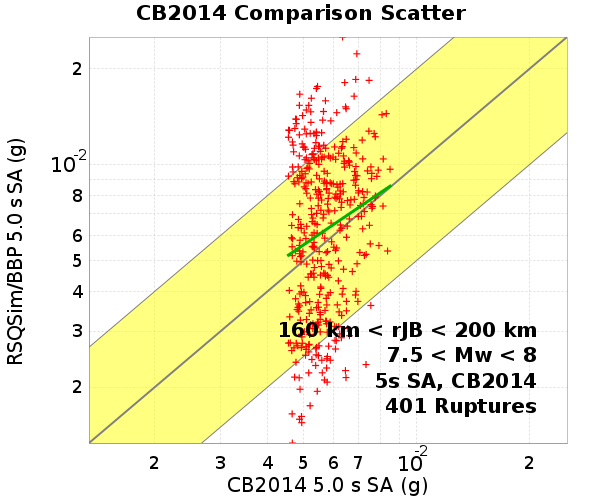 CB2014 Comparison Scatter
RSQSim/BBP 5.0 s SA (g)
2
10-2
8
6
5
4
3
2
160 km < rJB < 200 km
7.5 < Mw < 8
5s SA, CB2014
401 Ruptures
2 3 4 5 6 7 10-2 2
CB2014 5.0 s SA (g)